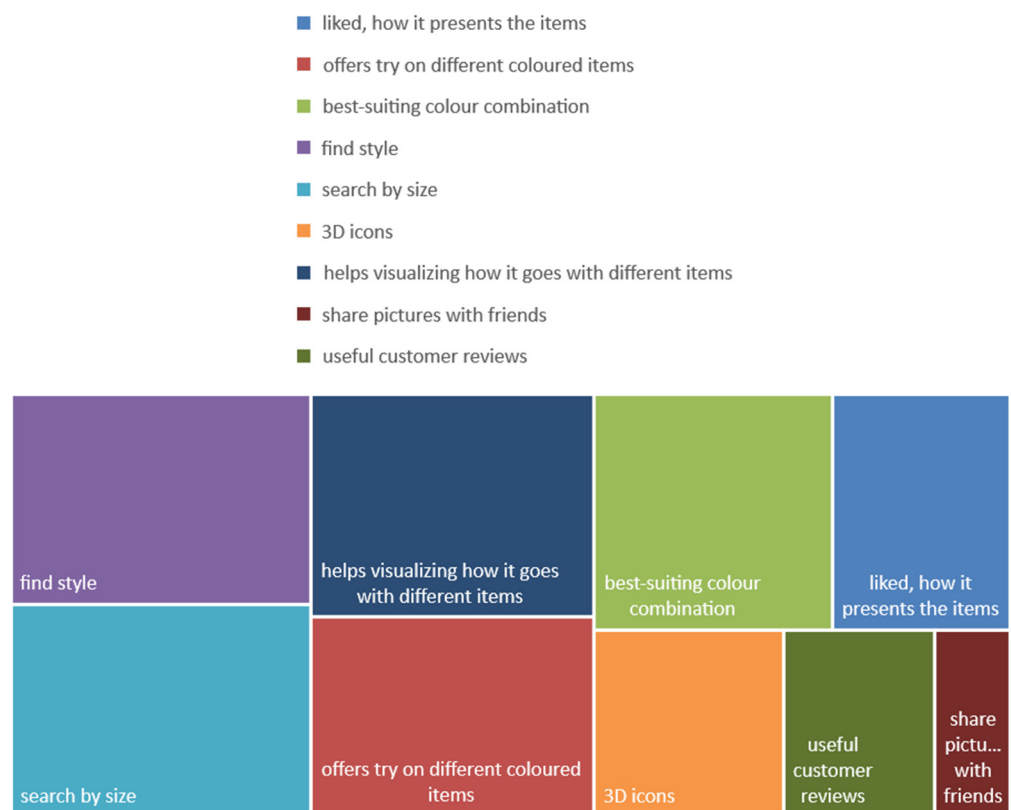 liked, how it presents the items
offers try on different coloured items
best-suiting colour combination
find style
search by size
3D icons
helps visualizing how it goes with different items
share pictures with friends
useful customer reviews
find style
helps visualizing how it goes
with different items
best-suiting colour
combination
liked, how it
presents the items
search by size
offers try on different coloured
items
3D icons
useful
customer
reviews
share
pictu...
with
friends